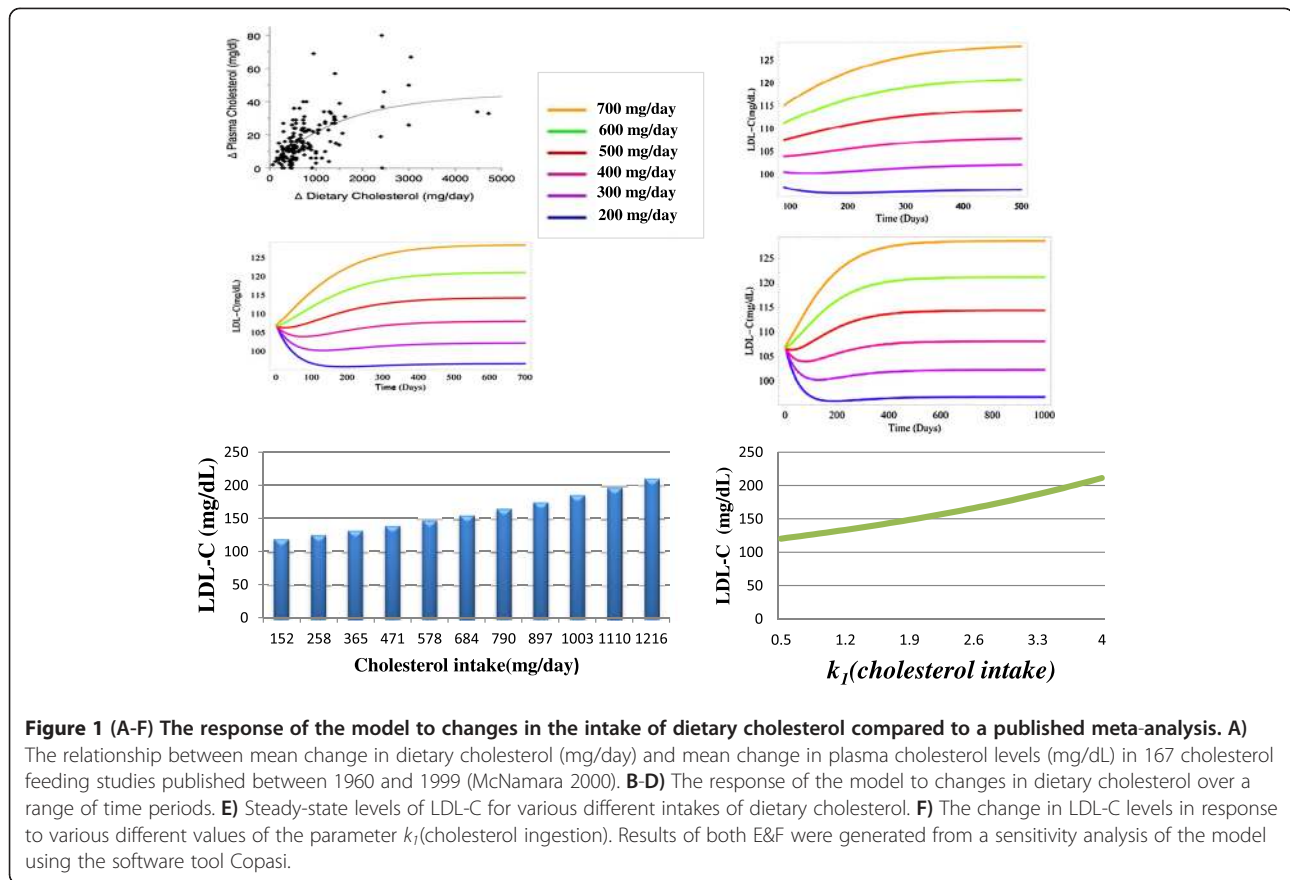 80
60
40
20
0
Δ Plasma Cholesterol (mg/dl)
0 1000 2000 3000 4000 5000
Δ Dietary Cholesterol (mg/day)
700 mg/day
600 mg/day
500 mg/day
400 mg/day
300 mg/day
200 mg/day
125
120
115
110
105
100
LDL-C(mg/dL)
100 200 300 400 500
Time (Days)
125
120
115
110
105
100
LDL-C(mg/dL)
0 100 200 300 400 500 600 700
Time (Days)
125
120
115
110
105
100
LDL-C(mg/dL)
0 200 400 600 800 1000
Time (Days)
250
200
150
100
50
0
LDL-C (mg/dL)
152 258 365 471 578 684 790 897 1003 1110 1216
Cholesterol intake(mg/day)
250
200
150
100
50
0
LDL-C (mg/dL)
0.5 1.2 1.9 2.6 3.3 4
k₁(cholesterol intake)
Figure 1 (A-F) The response of the model to changes in the intake of dietary cholesterol compared to a published meta-analysis. A)
The relationship between mean change in dietary cholesterol (mg/day) and mean change in plasma cholesterol levels (mg/dL) in 167 cholesterol
feeding studies published between 1960 and 1999 (McNamara 2000). B-D) The response of the model to changes in dietary cholesterol over a
range of time periods. E) Steady-state levels of LDL-C for various different intakes of dietary cholesterol. F) The change in LDL-C levels in response
to various different values of the parameter k₁(cholesterol ingestion). Results of both E&F were generated from a sensitivity analysis of the model
using the software tool Copasi.